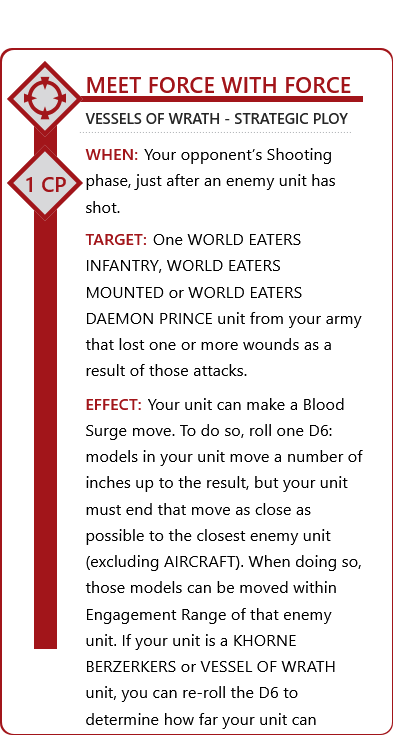 MEET FORCE WITH FORCE
VESSELS OF WRATH - STRATEGIC PLOY
1 CP
WHEN: Your opponent’s Shooting
phase, just after an enemy unit has
shot.
TARGET: One WORLD EATERS
INFANTRY, WORLD EATERS
MOUNTED or WORLD EATERS
DAEMON PRINCE unit from your army
that lost one or more wounds as a
result of those attacks.
EFFECT: Your unit can make a Blood
Surge move. To do so, roll one D6:
models in your unit move a number of
inches up to the result, but your unit
must end that move as close as
possible to the closest enemy unit
(excluding AIRCRAFT). When doing so,
those models can be moved within
Engagement Range of that enemy
unit. If your unit is a KHORNE
BERZERKERS or VESSEL OF WRATH
unit, you can re-roll the D6 to
determine how far your unit can